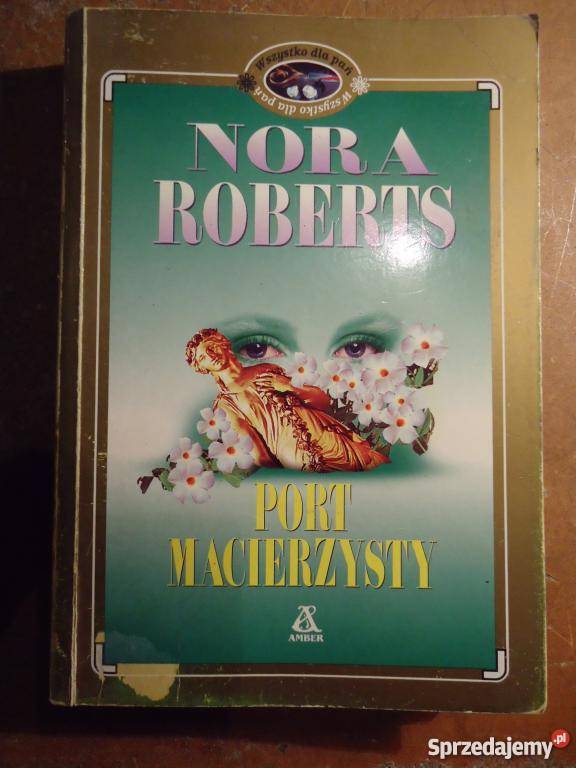 Wszystko dla pań
Wszystko dla pań
NORA
ROBERTS
PORT
MACIERZYSTY
AMBER
Sprzedajemy.pl